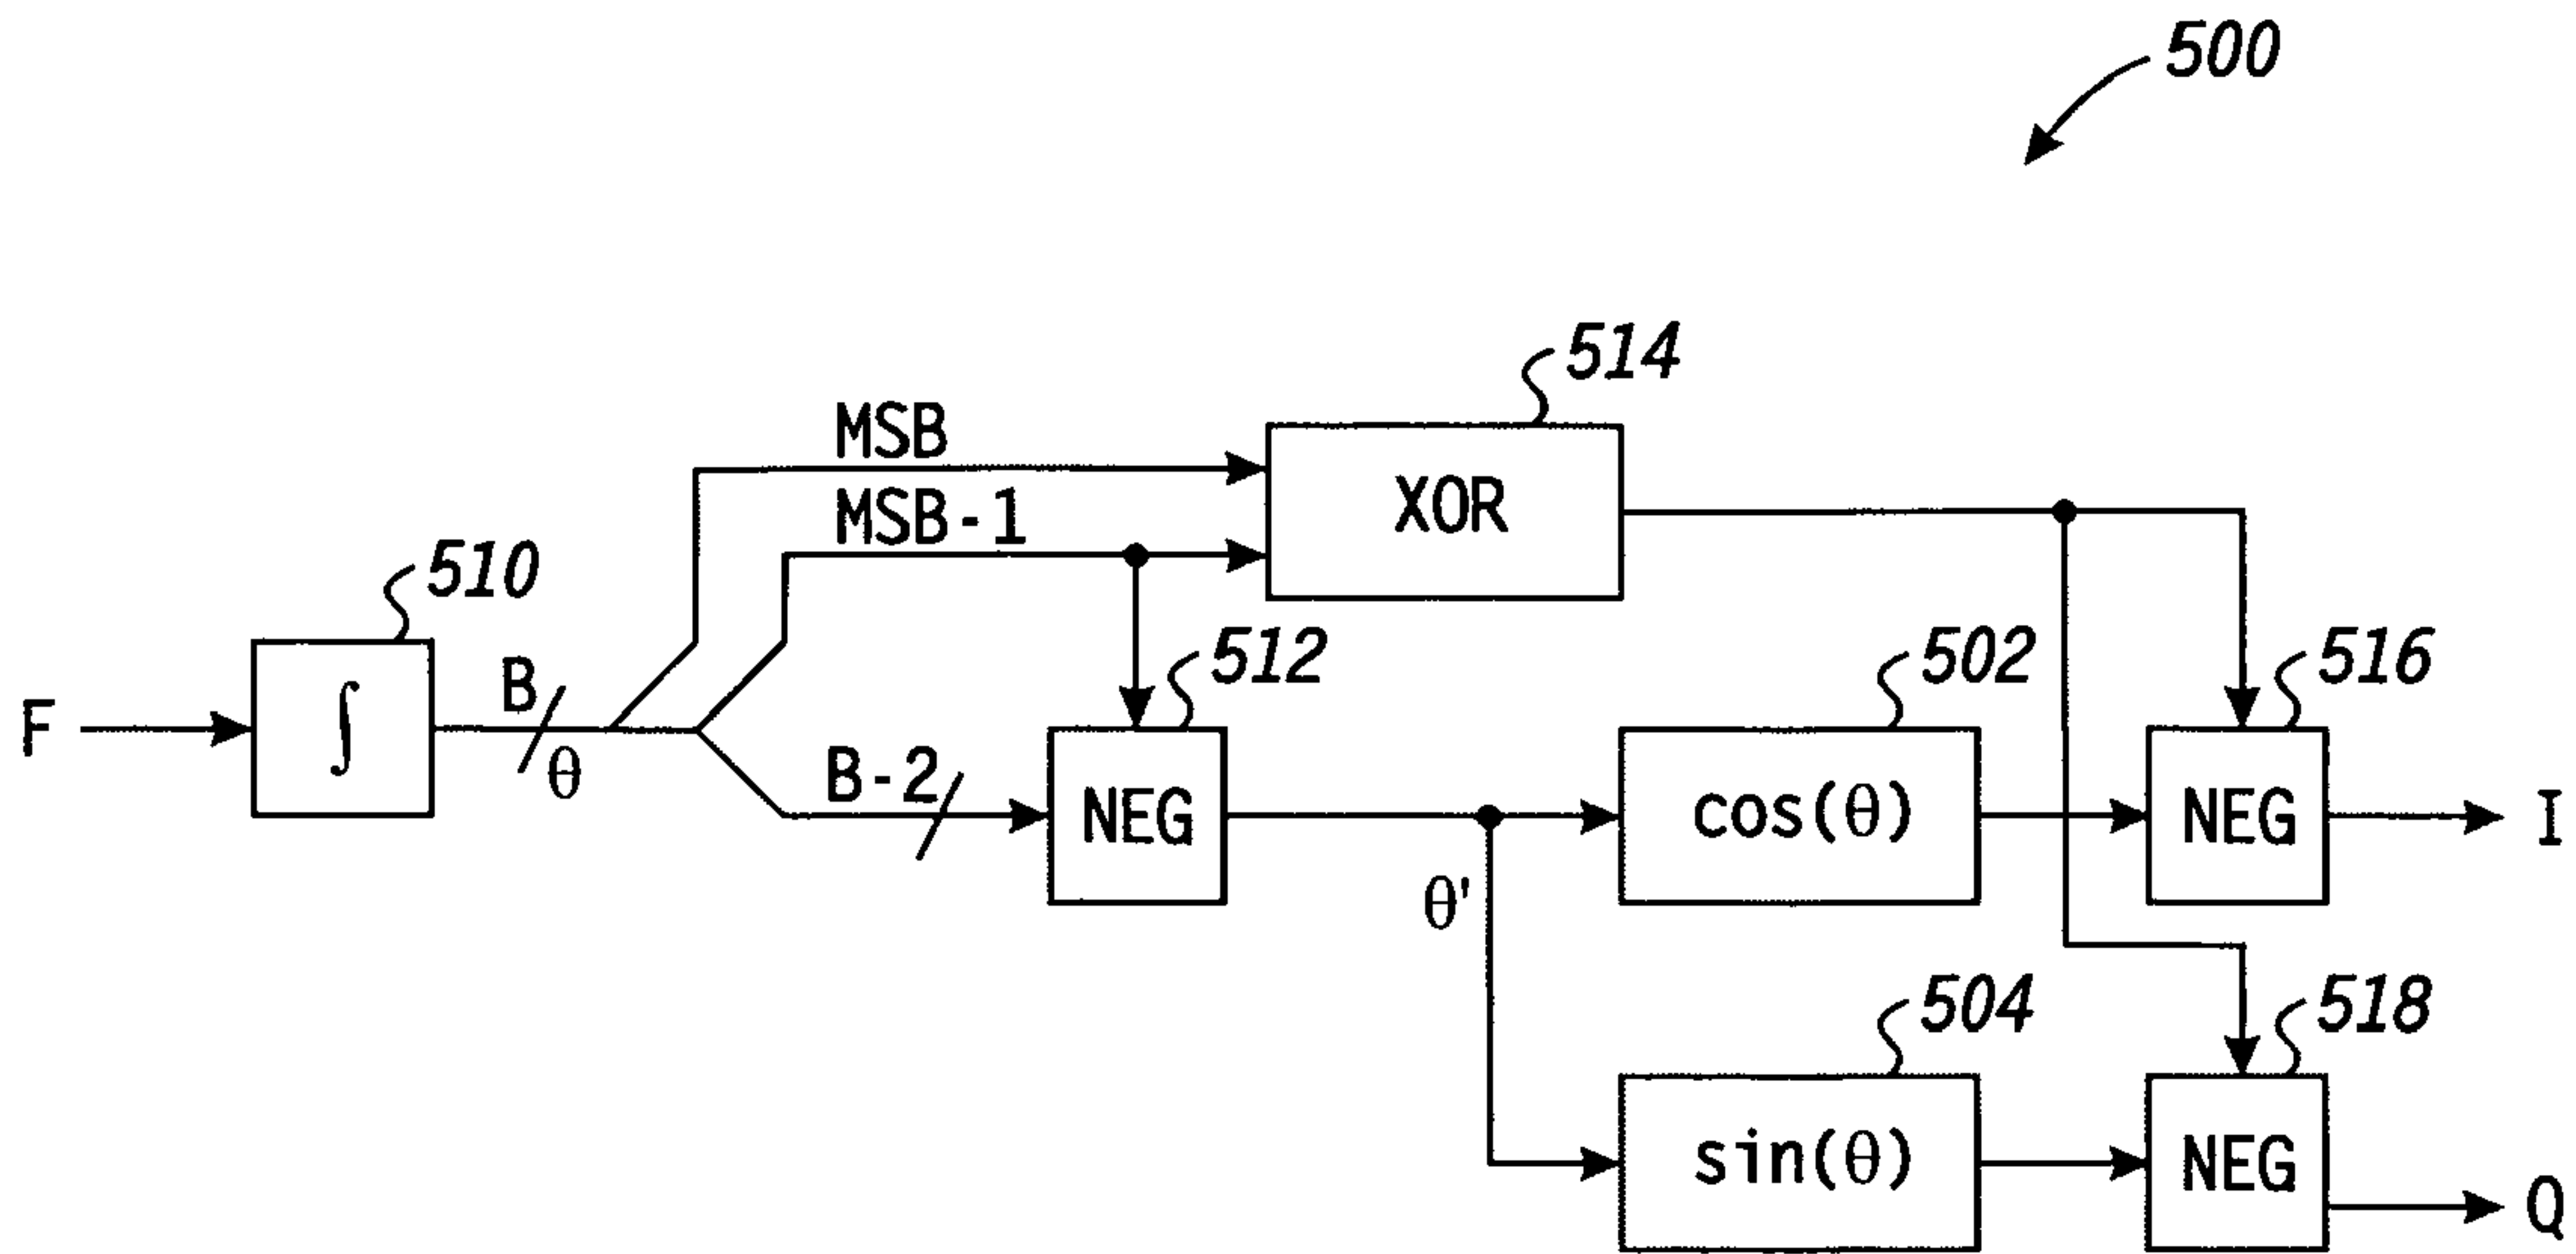 500
514
MSB
XOR
MSB-1
510
512
502
516
B
F
∫
θ
B-2
NEG
cos(θ)
NEG
I
θ'
504
518
sin(θ)
NEG
Q